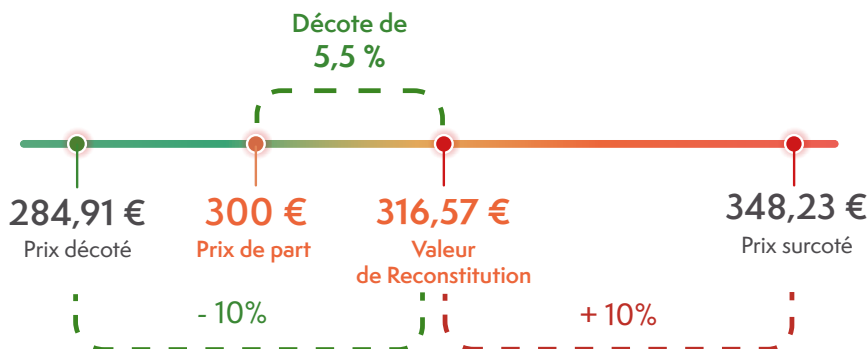 Décote de
5,5 %
284,91 €
Prix décoté
300 €
Prix de part
316,57 €
Valeur
de Reconstitution
348,23 €
Prix surcoté
- 10%
+ 10%